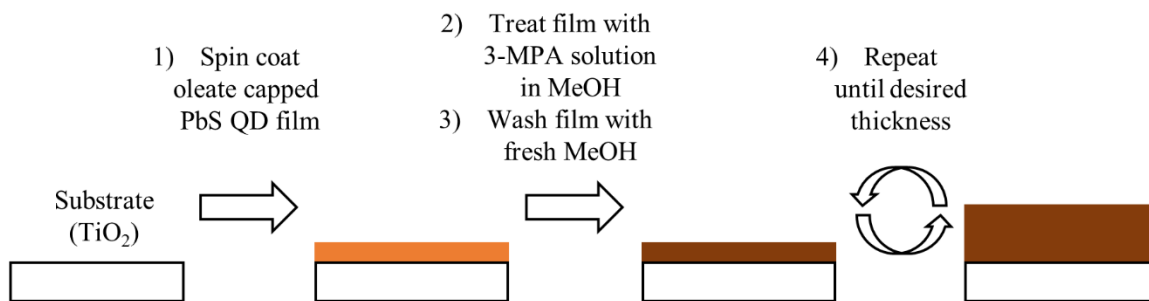 Substrate
(TiO₂)
1) Spin coat
oleate capped
PbS QD film
2) Treat film with
3-MPA solution
in MeOH
3) Wash film with
fresh MeOH
4) Repeat
until desired
thickness